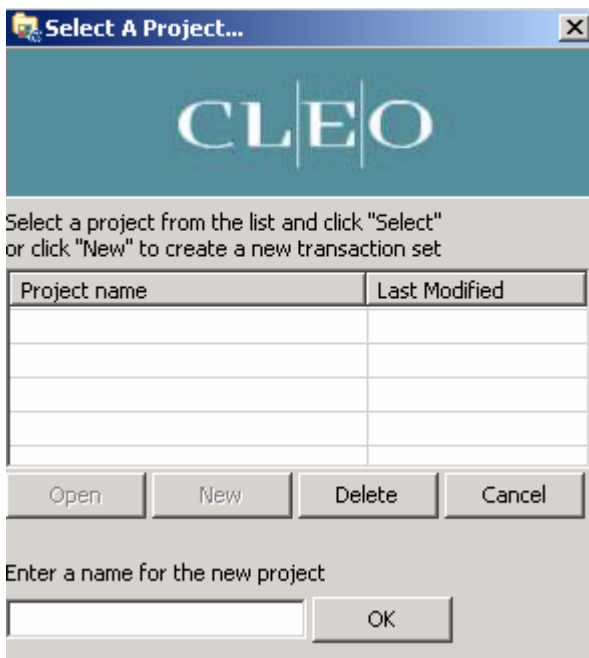 Select A Project...
CLEO
Select a project from the list and click "Select"
or click "New" to create a new transaction set
Project name Last Modified
Open New Delete Cancel
Enter a name for the new project
OK